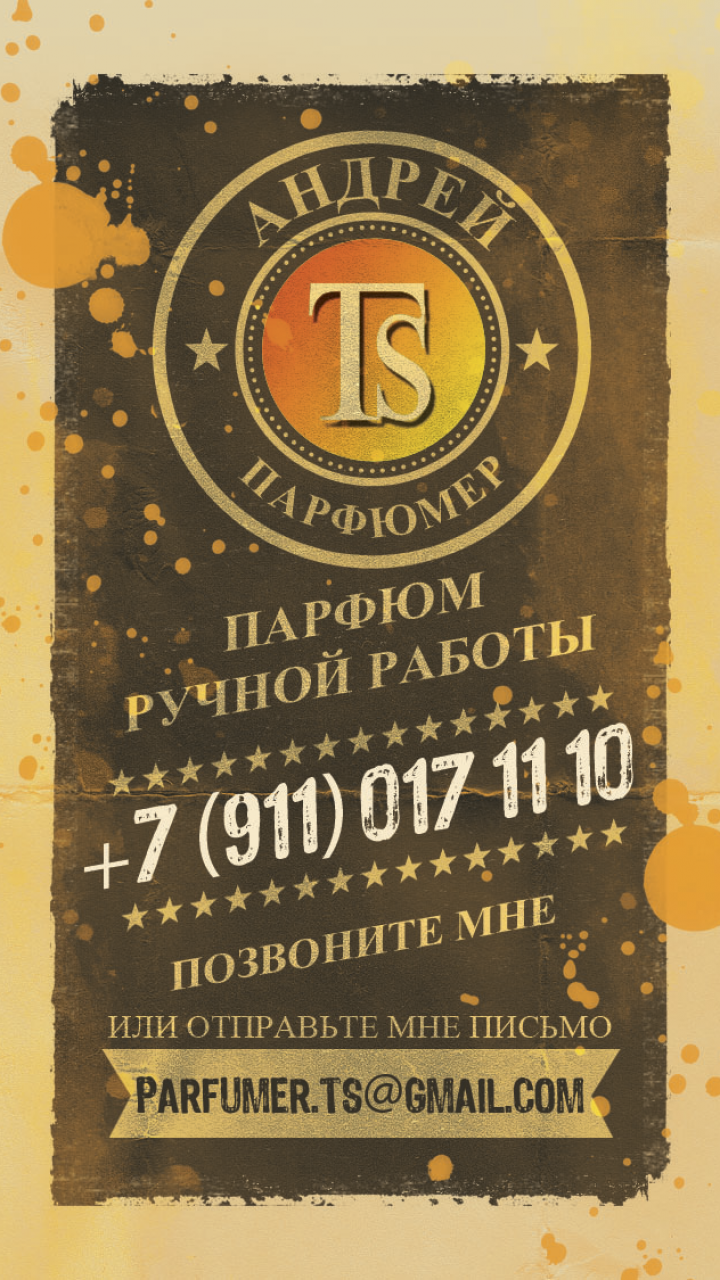 АНДРЕЙ
TS
ПАРФЮМЕР
ПАРФЮМ
РУЧНОЙ РАБОТЫ
+7 (911) 017 11 10
ПОЗВОНИТЕ МНЕ
ИЛИ ОТПРАВЬТЕ МНЕ ПИСЬМО
PARFUMER.TS@GMAIL.COM